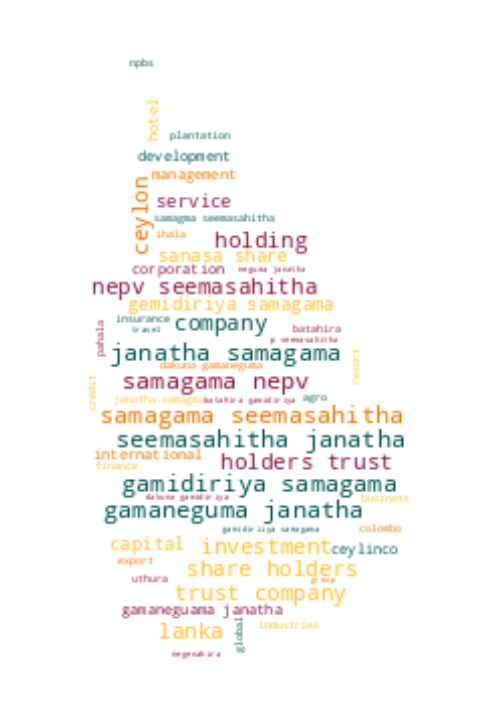 npbs
hotel
plantation
development
management
ceylon
service
samagma seemasahitha
ihala
holding
sanasa share
corporation
neguna janatha
nepv seemasahitha
gemidiriya samagama
insurance
company
travel
batahira
pahala
p seemasahitha
janatha samagama
dakuna gamaneguma
resort
samagama nepv
credit
janatha samagma
batahira gamidiriya
agro
samagama seemasahitha
seemasahitha janatha
international
holders trust
finance
gamidiriya samagama
dakuna gamidiriya
business
gamaneguma janatha
gamidiriiya samagama
colombo
capital
investment
ceylinco
export
share holders
uthura
group
trust company
gamaneguama janatha
lanka
global
industries
negenahira